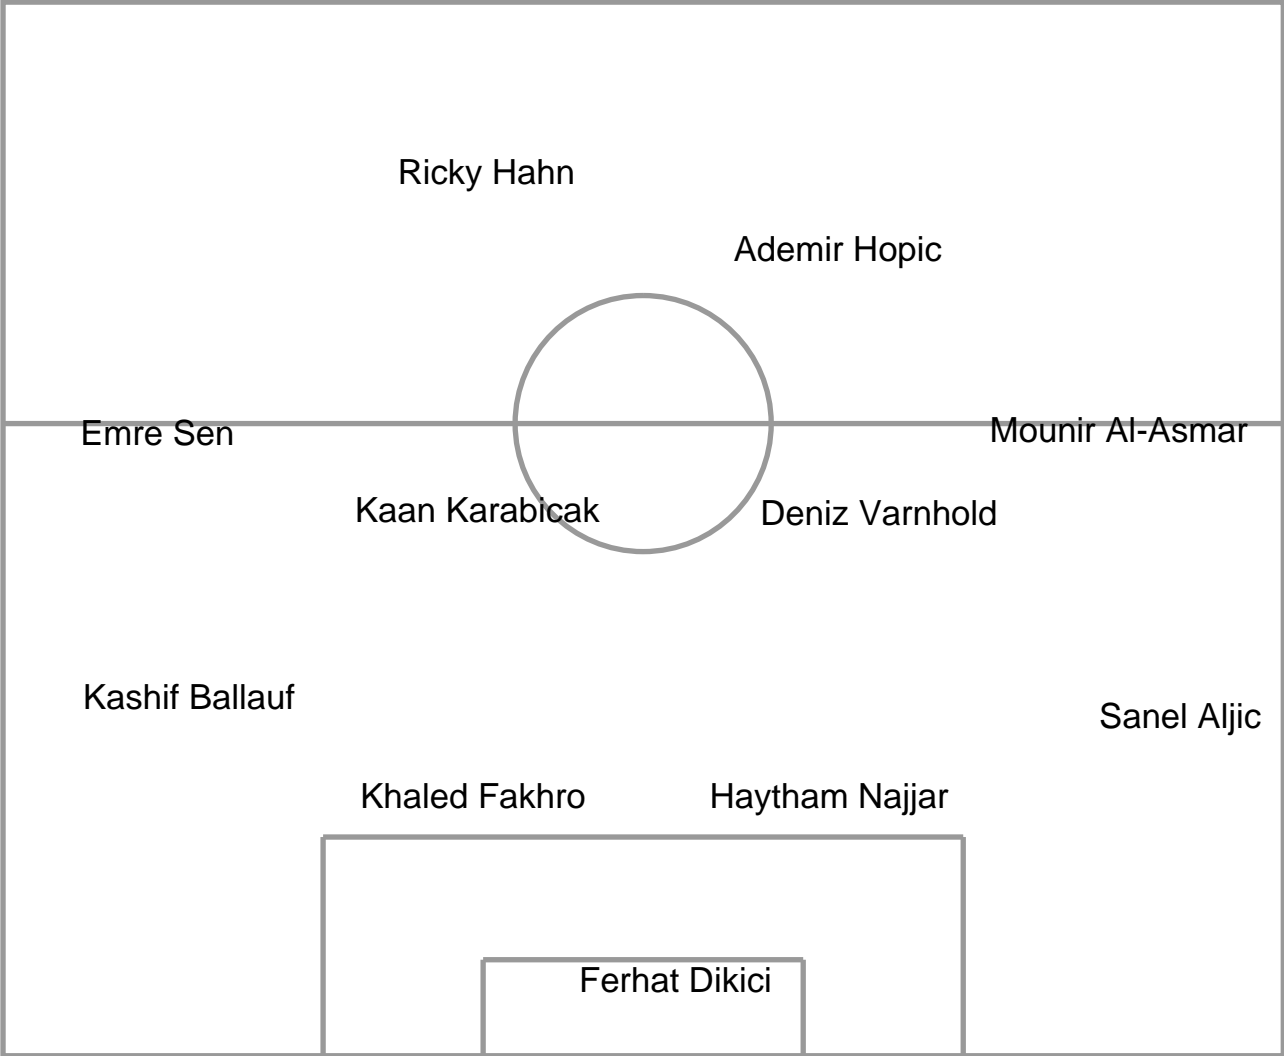 Ricky Hahn
Ademir Hopic
Emre Sen
Mounir Al-Asmar
Kaan Karabicak
Deniz Varnhold
Kashif Ballauf
Sanel Aljic
Khaled Fakhro
Haytham Najjar
Ferhat Dikici